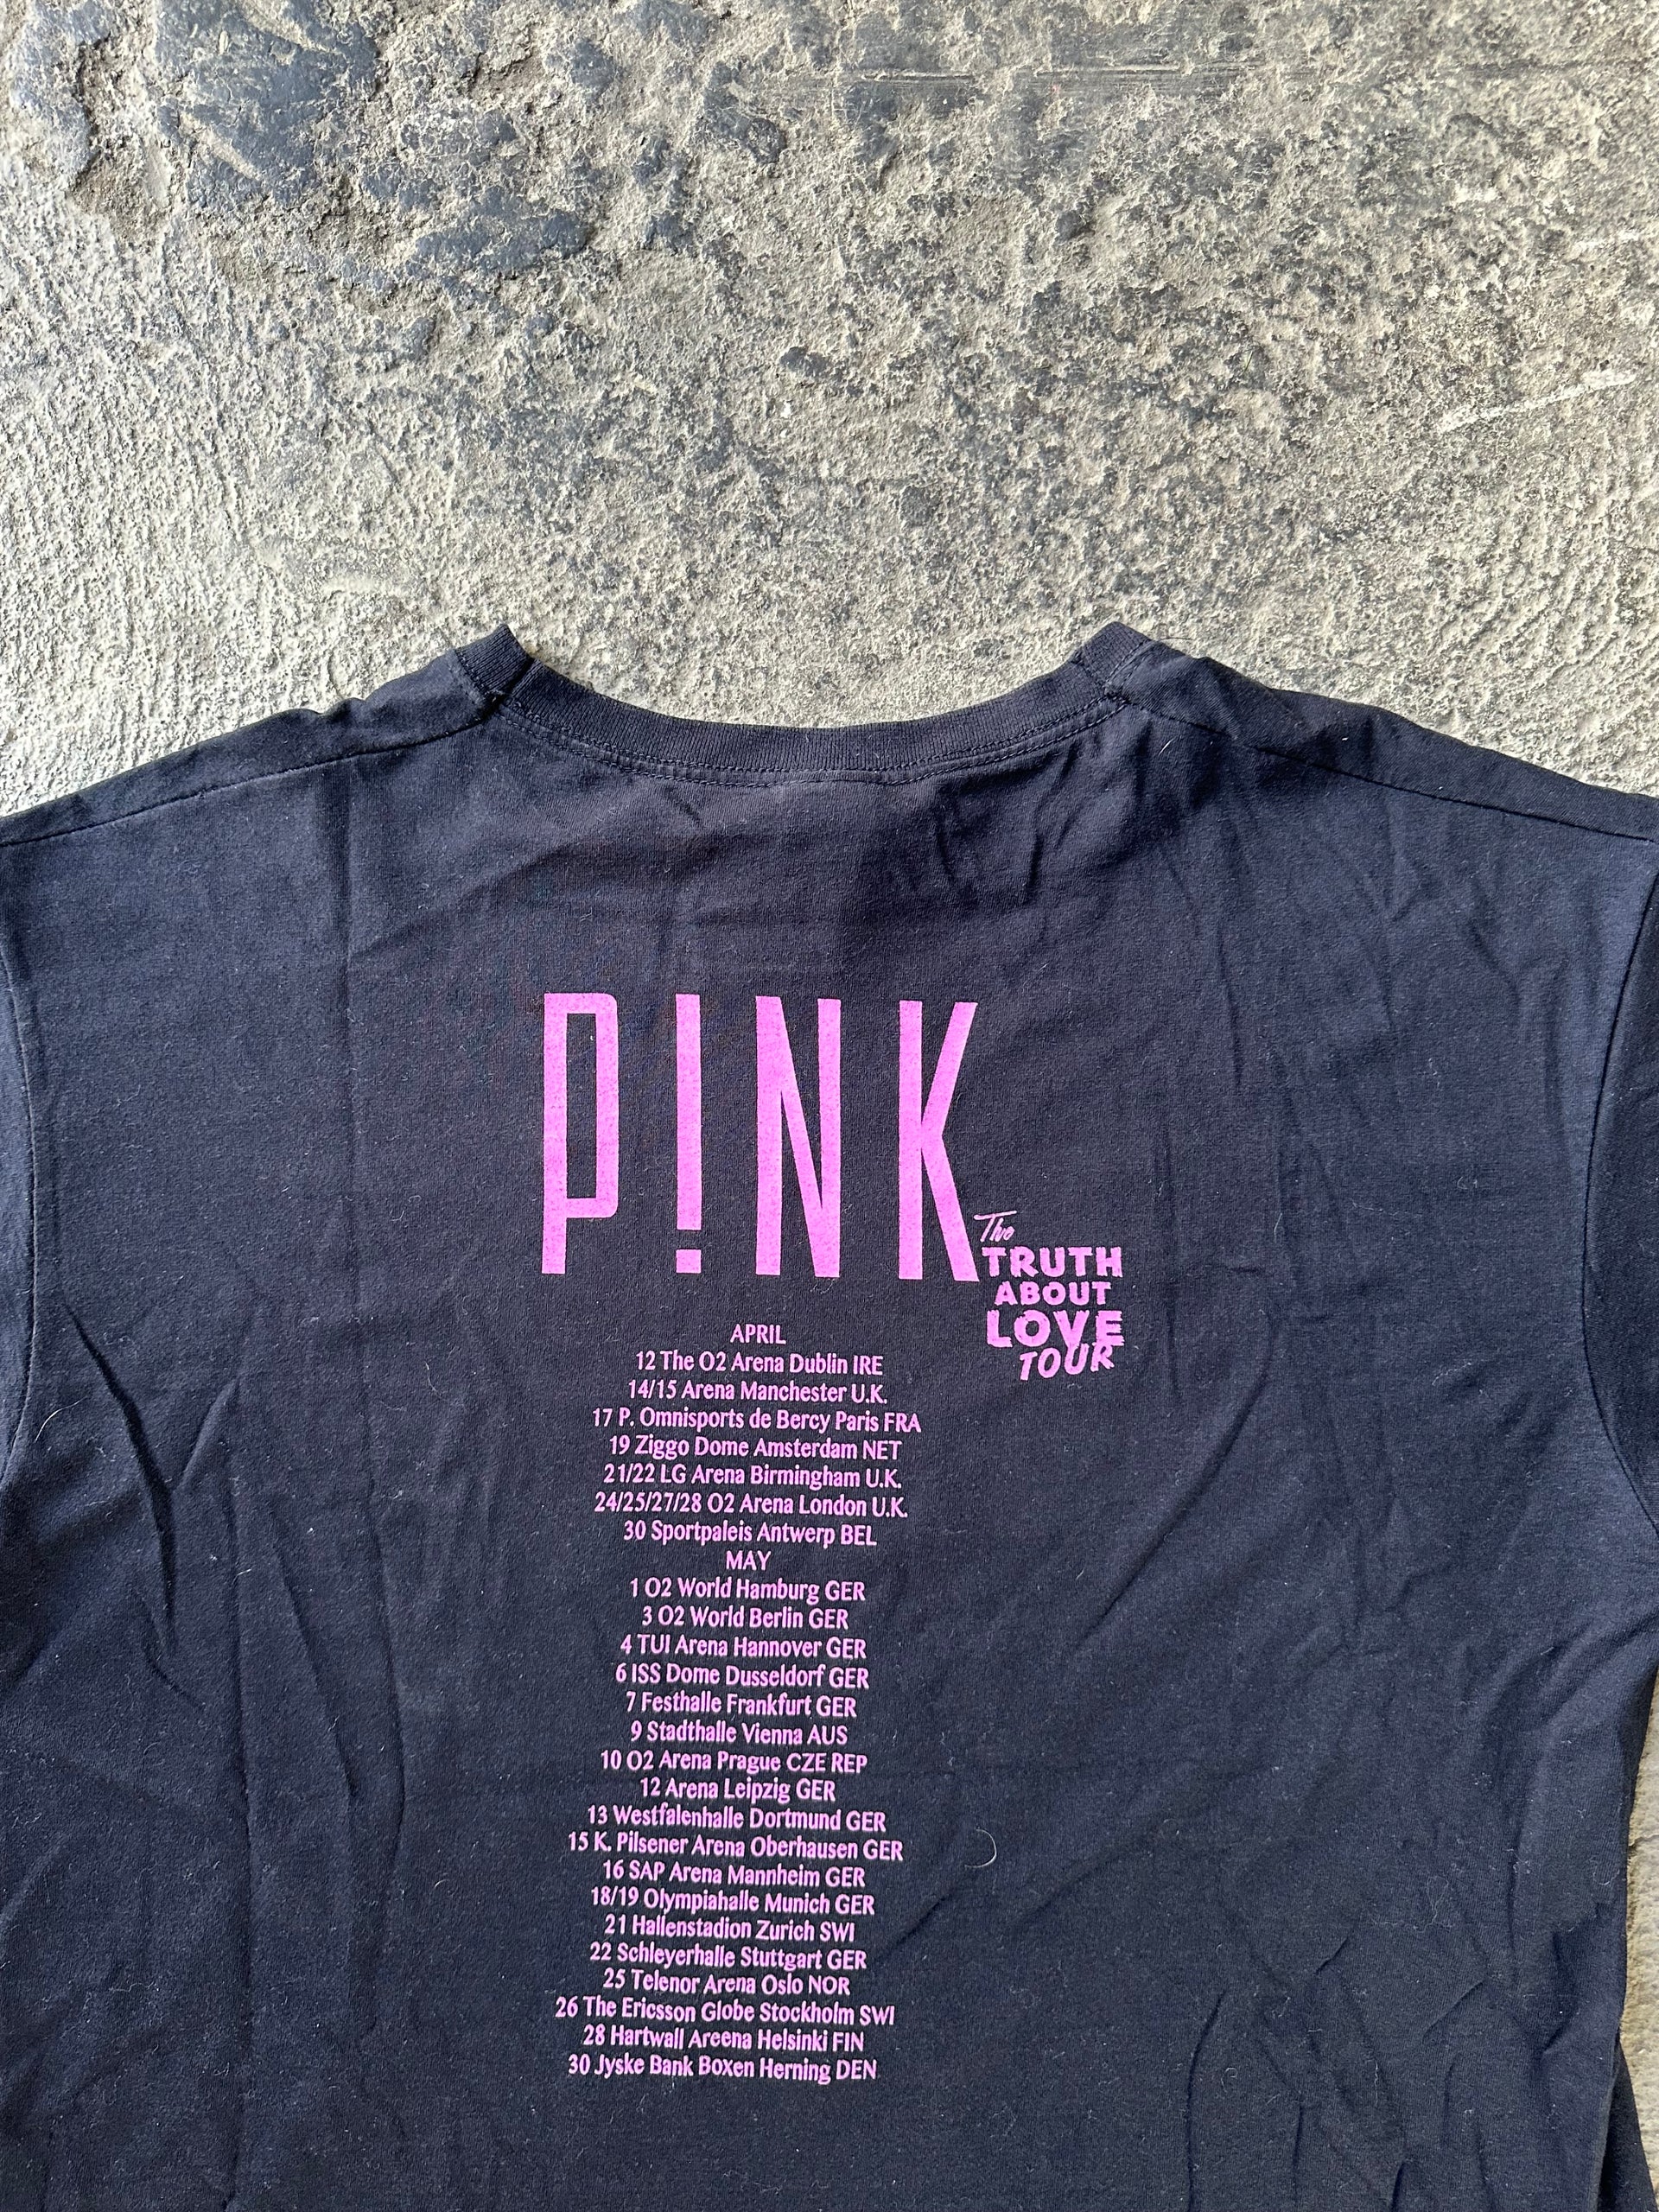 P!NK
The
TRUTH
ABOUT
LOVE
TOUR
APRIL
12 The O2 Arena Dublin IRE
14/15 Arena Manchester U.K.
17 P. Omnisports de Bercy Paris FRA
19 Ziggo Dome Amsterdam NET
21/22 LG Arena Birmingham U.K.
24/25/27/28 O2 Arena London U.K.
30 Sportpaleis Antwerp BEL
MAY
1 O2 World Hamburg GER
3 O2 World Berlin GER
4 TUI Arena Hannover GER
6 ISS Dome Dusseldorf GER
7 Festhalle Frankfurt GER
9 Stadthalle Vienna AUS
10 O2 Arena Prague CZE REP
12 Arena Leipzig GER
13 Westfalenhalle Dortmund GER
15 K. Pilsener Arena Oberhausen GER
16 SAP Arena Mannheim GER
18/19 Olympiahalle Munich GER
21 Hallenstadion Zurich SWI
22 Schleyerhalle Stuttgart GER
25 Telenor Arena Oslo NOR
26 The Ericsson Globe Stockholm SWI
28 Hartwall Areena Helsinki FIN
30 Jyske Bank Boxen Herning DEN